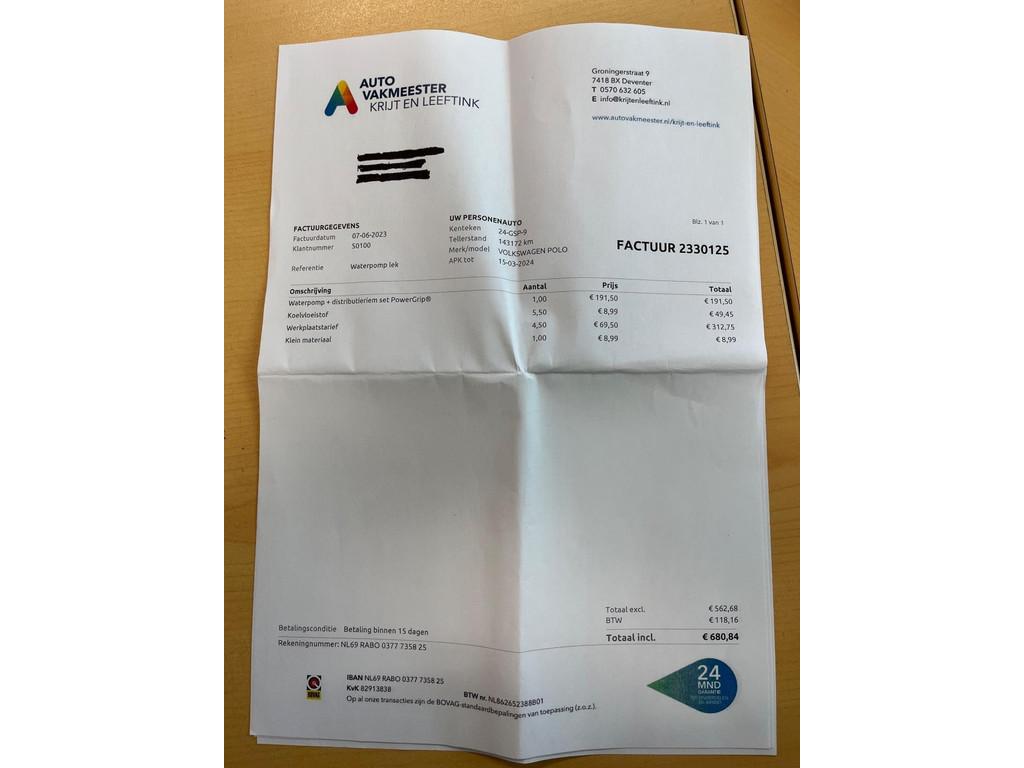 AUTO
VAKMEESTER
KRIJT EN LEEFTINK
Groningerstraat 9
7418 BX Deventer
T 0570 632 605
E info@krijtenleeftink.nl
www.autovakmeester.nl/krijt-en-leeftink
Blz. 1 van 1
FACTUURGEGEVENS
Factuurdatum 07-06-2023
Klantnummer S0100
Referentie Waterpomp lek
UW PERSONENAUTO
Kenteken 24-GSP-9
Tellerstand 143172 km
Merk/model VOLKSWAGEN POLO
APK tot 15-03-2024
FACTUUR 2330125
Omschrijving Aantal Prijs Totaal
Waterpomp + distributieriem set PowerGrip® 1,00 € 191,50 € 191,50
Koelvloeistof 5,50 € 8,99 € 49,45
Werkplaatstarief 4,50 € 69,50 € 312,75
Klein materiaal 1,00 € 8,99 € 8,99
Totaal excl. € 562,68
BTW € 118,16
Totaal incl. € 680,84
Betalingsconditie Betaling binnen 15 dagen
Rekeningnummer: NL69 RABO 0377 7358 25
BOVAG
IBAN NL69 RABO 0377 7358 25
KvK 82913838 BTW nr. NL862652388B01
Op al onze transacties zijn de BOVAG-standaardbepalingen van toepassing (z.o.z.).
24
MND
GARANTIE